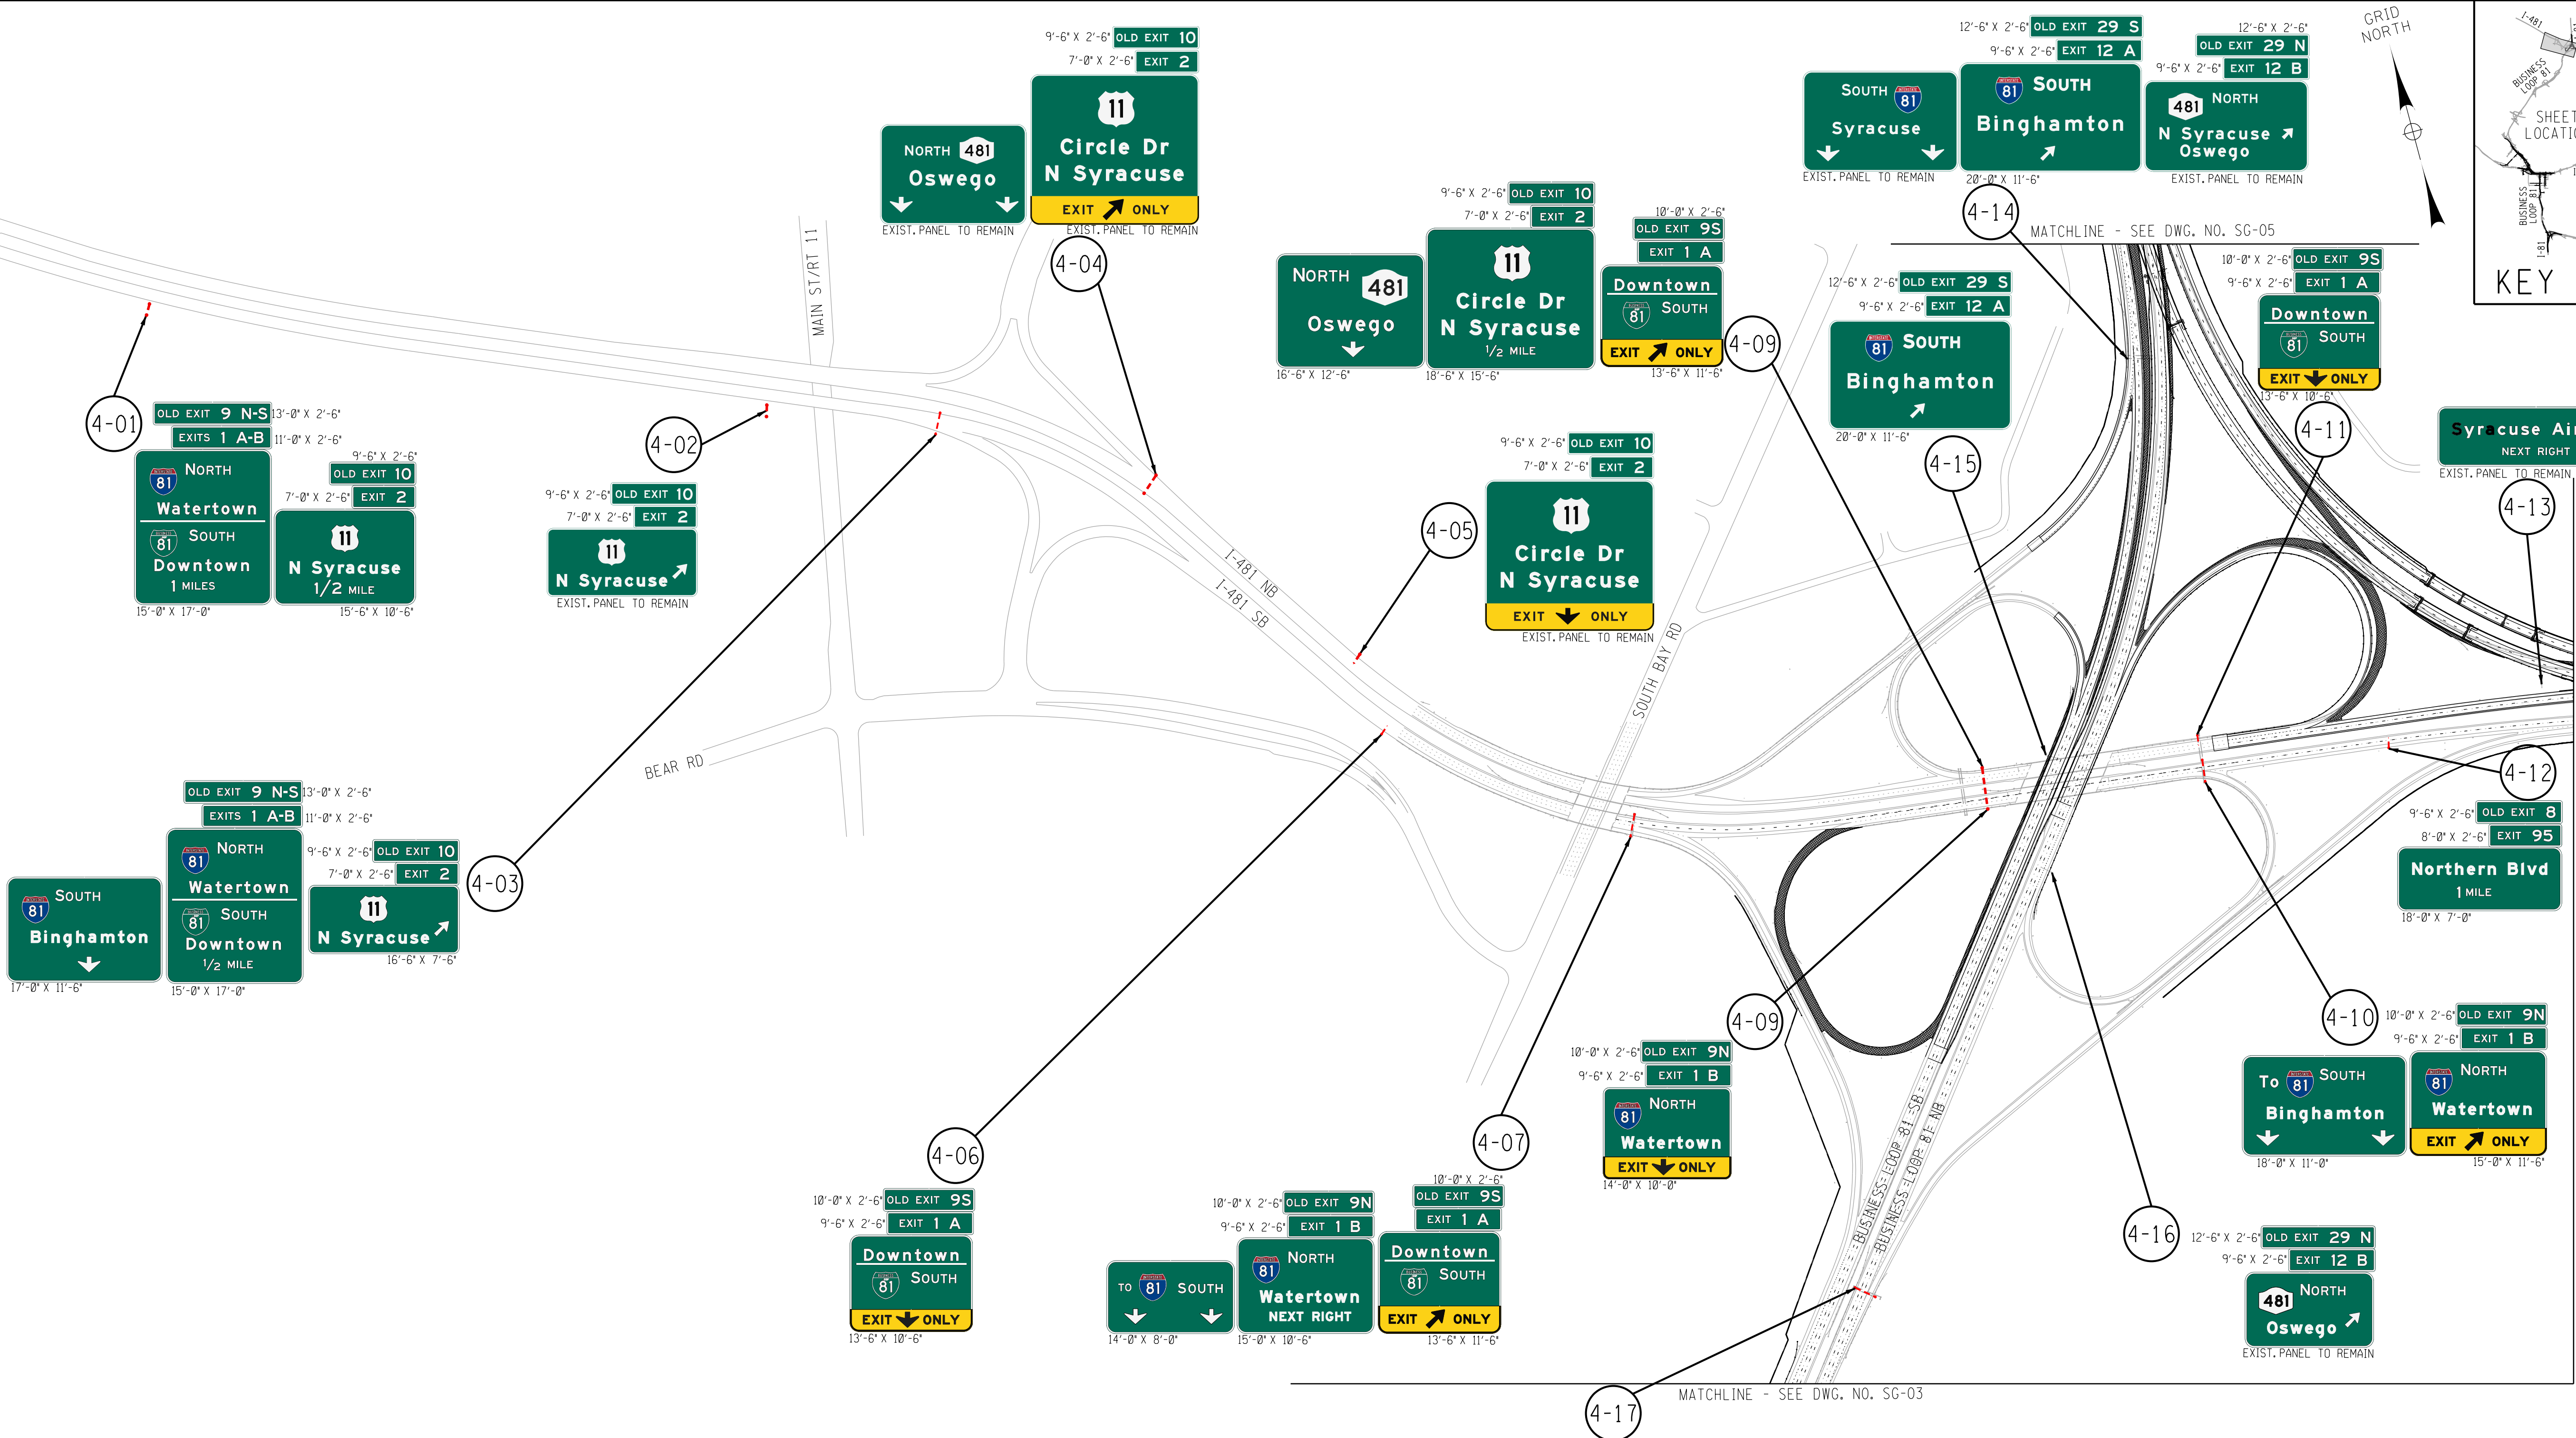 9'-6" X 2'-6" OLD EXIT 10
7'-0" X 2'-6" EXIT 2
NORTH 481
Oswego
EXIST. PANEL TO REMAIN
11
Circle Dr
N Syracuse
EXIT ONLY
EXIST. PANEL TO REMAIN
4-04
12'-6" X 2'-6" OLD EXIT 29 S
9'-6" X 2'-6" EXIT 12 A
SOUTH 81
Syracuse
EXIST. PANEL TO REMAIN
81 SOUTH
Binghamton
20'-0" X 11'-6"
12'-6" X 2'-6"
OLD EXIT 29 N
9'-6" X 2'-6" EXIT 12 B
481 NORTH
N Syracuse
Oswego
EXIST. PANEL TO REMAIN
4-14
MATCHLINE - SEE DWG. NO. SG-05
GRID
NORTH
I-481
BUSINESS
LOOP 81
BUSINESS
LOOP 81
I-81
KEY
9'-6" X 2'-6" OLD EXIT 10
7'-0" X 2'-6" EXIT 2
NORTH 481
Oswego
16'-6" X 12'-6"
11
Circle Dr
N Syracuse
1/2 MILE
18'-6" X 15'-6"
10'-0" X 2'-6"
OLD EXIT 9S
EXIT 1 A
Downtown
81 SOUTH
EXIT ONLY
13'-6" X 11'-6"
4-09
12'-6" X 2'-6" OLD EXIT 29 S
9'-6" X 2'-6" EXIT 12 A
81 SOUTH
Binghamton
20'-0" X 11'-6"
4-15
10'-0" X 2'-6" OLD EXIT 9S
9'-6" X 2'-6" EXIT 1 A
Downtown
81 SOUTH
EXIT ONLY
13'-6" X 10'-6"
4-11
NEXT RIGHT
EXIST. PANEL TO REMAIN
4-13
MAIN ST/RT 11
4-01
OLD EXIT 9 N-S 13'-0" X 2'-6"
EXITS 1 A-B 11'-0" X 2'-6"
81 NORTH
Watertown
81 SOUTH
Downtown
1 MILES
15'-0" X 17'-0"
9'-6" X 2'-6"
OLD EXIT 10
7'-0" X 2'-6" EXIT 2
11
N Syracuse
1/2 MILE
15'-6" X 10'-6"
4-02
9'-6" X 2'-6" OLD EXIT 10
7'-0" X 2'-6" EXIT 2
11
N Syracuse
EXIST. PANEL TO REMAIN
4-05
9'-6" X 2'-6" OLD EXIT 10
7'-0" X 2'-6" EXIT 2
11
Circle Dr
N Syracuse
EXIT ONLY
EXIST. PANEL TO REMAIN
I-481 NB
I-481 SB
SOUTH BAY RD
BEAR RD
OLD EXIT 9 N-S 13'-0" X 2'-6"
EXITS 1 A-B 11'-0" X 2'-6"
81 SOUTH
Binghamton
17'-0" X 11'-6"
81 NORTH
Watertown
81 SOUTH
Downtown
1/2 MILE
15'-0" X 17'-0"
9'-6" X 2'-6" OLD EXIT 10
7'-0" X 2'-6" EXIT 2
11
N Syracuse
16'-6" X 7'-6"
4-03
4-12
9'-6" X 2'-6" OLD EXIT 8
8'-0" X 2'-6" EXIT 95
Northern Blvd
1 MILE
18'-0" X 7'-0"
4-06
10'-0" X 2'-6" OLD EXIT 9S
9'-6" X 2'-6" EXIT 1 A
Downtown
81 SOUTH
EXIT ONLY
13'-6" X 10'-6"
4-07
TO 81 SOUTH
14'-0" X 8'-0"
10'-0" X 2'-6" OLD EXIT 9N
9'-6" X 2'-6" EXIT 1 B
81 NORTH
Watertown
NEXT RIGHT
15'-0" X 10'-6"
10'-0" X 2'-6"
OLD EXIT 9S
EXIT 1 A
Downtown
81 SOUTH
EXIT ONLY
13'-6" X 11'-6"
4-09
10'-0" X 2'-6" OLD EXIT 9N
9'-6" X 2'-6" EXIT 1 B
81 NORTH
Watertown
EXIT ONLY
14'-0" X 10'-0"
BUSINESS LOOP 81 SB
BUSINESS LOOP 81 NB
4-10
10'-0" X 2'-6" OLD EXIT 9N
9'-6" X 2'-6" EXIT 1 B
TO 81 SOUTH
Binghamton
18'-0" X 11'-0"
81 NORTH
Watertown
EXIT ONLY
15'-0" X 11'-6"
4-16
12'-6" X 2'-6" OLD EXIT 29 N
9'-6" X 2'-6" EXIT 12 B
481 NORTH
Oswego
EXIST. PANEL TO REMAIN
4-17
MATCHLINE - SEE DWG. NO. SG-03